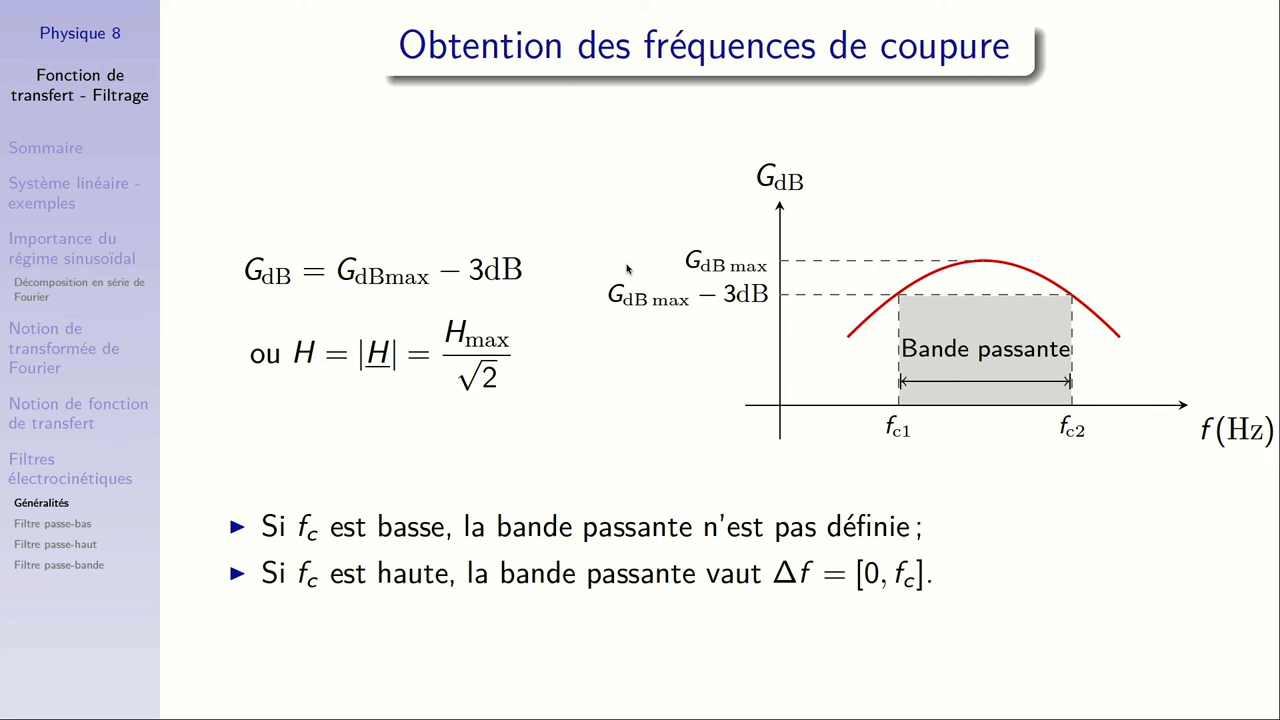 Physique 8
Fonction de
transfert - Filtrage
Sommaire
Système linéaire -
exemples
Importance du
régime sinusoïdal
Décomposition en série de
Fourier
Notion de
transformée de
Fourier
Notion de fonction
de transfert
Filtres
électrocinétiques
Généralités
Filtre passe-bas
Filtre passe-haut
Filtre passe-bande
Obtention des fréquences de coupure
G_dB = G_dBmax − 3dB
ou H = |H| = H_max / √2
G_dB
G_dB max
G_dB max − 3dB
Bande passante
f_c1
f_c2
f (Hz)
▶ Si f_c est basse, la bande passante n'est pas définie ;
▶ Si f_c est haute, la bande passante vaut Δf = [0, f_c].